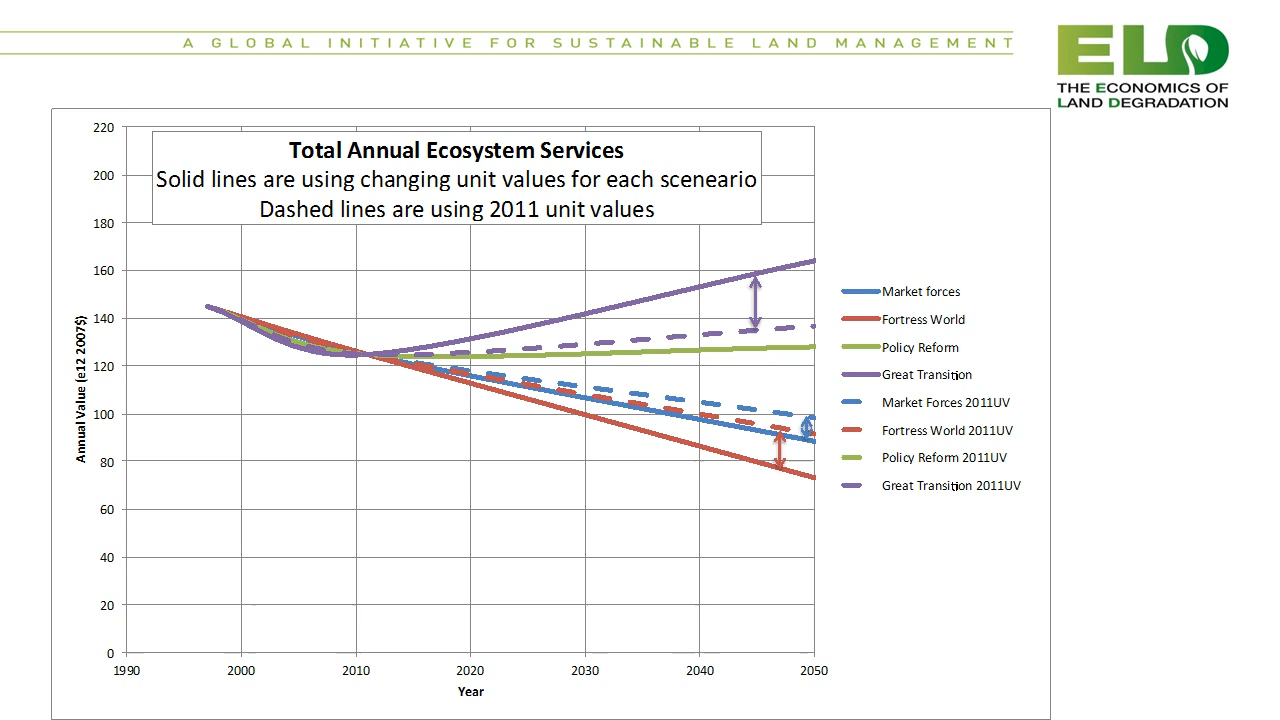 A GLOBAL INITIATIVE FOR SUSTAINABLE LAND MANAGEMENT
ELD
THE ECONOMICS OF
LAND DEGRADATION
Total Annual Ecosystem Services
Solid lines are using changing unit values for each sceneario
Dashed lines are using 2011 unit values
220
200
180
160
140
120
100
80
60
40
20
0
Annual Value (e12 2007$)
1990 2000 2010 2020 2030 2040 2050
Year
Market forces
Fortress World
Policy Reform
Great Transition
Market Forces 2011UV
Fortress World 2011UV
Policy Reform 2011UV
Great Transition 2011UV